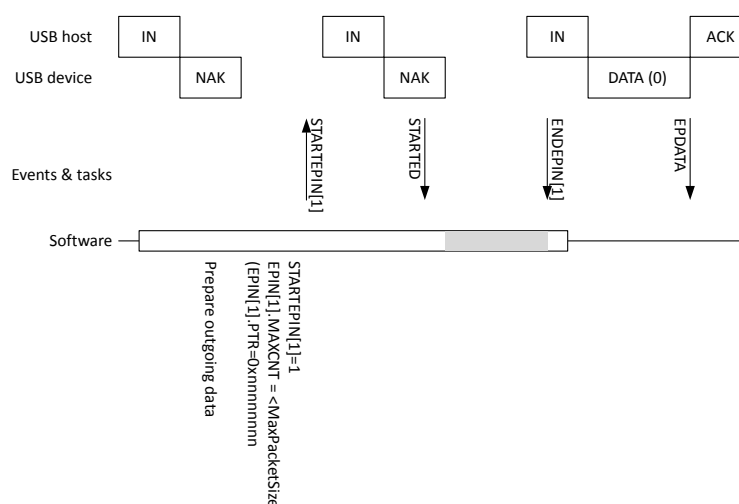 USB host
IN
IN
IN
ACK
USB device
NAK
NAK
DATA (0)
Events & tasks
STARTEPIN[1]
STARTED
ENDEPIN[1]
EPDATA
Software
Prepare outgoing data
(EPIN[1].PTR=0xnnnnnnnn
EPIN[1].MAXCNT = <MaxPacketSize
STARTEPIN[1]=1